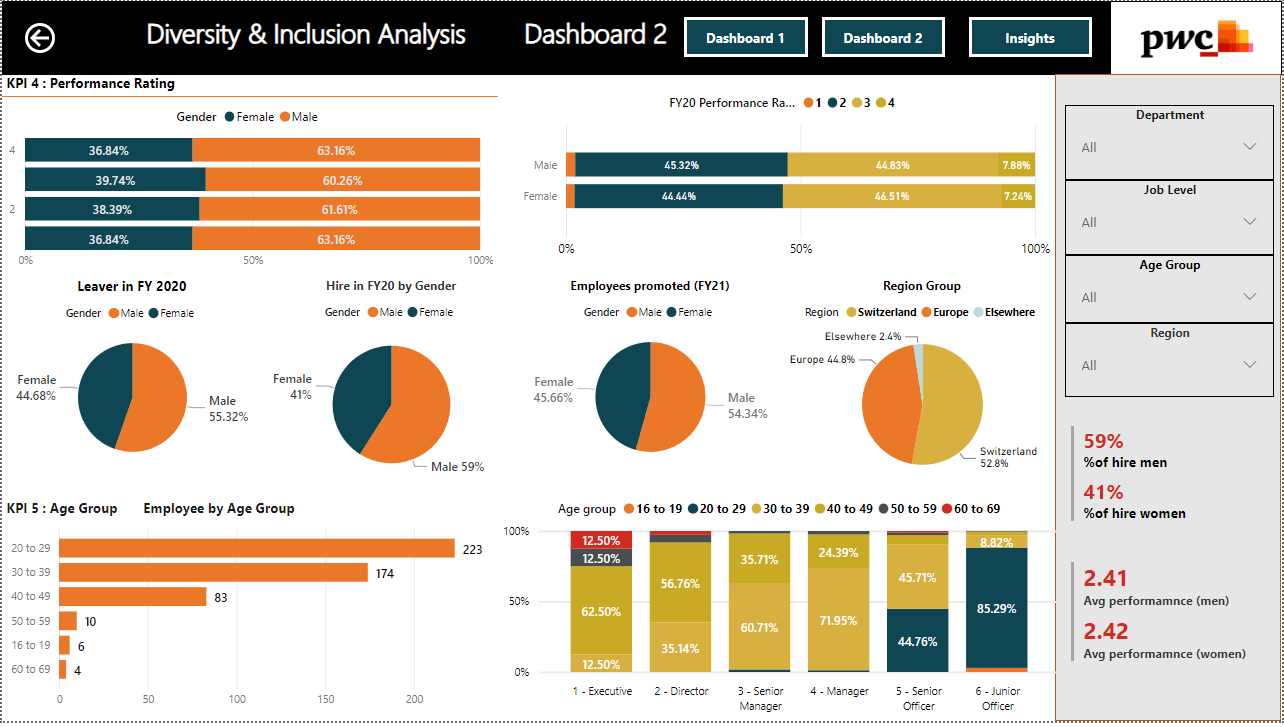 Diversity & Inclusion Analysis
Dashboard 2
Dashboard 1
Dashboard 2
Insights
pwc
KPI 4 : Performance Rating
Gender Female Male
4 36.84% 63.16%
39.74% 60.26%
2 38.39% 61.61%
36.84% 63.16%
0% 50% 100%
FY20 Performance Ra... 1 2 3 4
Male 45.32% 44.83% 7.88%
Female 44.44% 46.51% 7.24%
0% 50% 100%
Leaver in FY 2020
Gender Male Female
Female
44.68%
Male
55.32%
Hire in FY20 by Gender
Gender Male Female
Female
41%
Male 59%
Employees promoted (FY21)
Gender Male Female
Female
45.66%
Male
54.34%
Region Group
Region Switzerland Europe Elsewhere
Elsewhere 2.4%
Europe 44.8%
Switzerland
52.8%
KPI 5 : Age Group
Employee by Age Group
20 to 29 223
30 to 39 174
40 to 49 83
50 to 59 10
16 to 19 6
60 to 69 4
0 50 100 150 200
Age group 16 to 19 20 to 29 30 to 39 40 to 49 50 to 59 60 to 69
100%
50%
0%
12.50%
12.50%
62.50%
12.50%
56.76%
35.14%
35.71%
60.71%
24.39%
71.95%
45.71%
44.76%
8.82%
85.29%
1 - Executive
2 - Director
3 - Senior
Manager
4 - Manager
5 - Senior
Officer
6 - Junior
Officer
Department
All
Job Level
All
Age Group
All
Region
All
59%
%of hire men
41%
%of hire women
2.41
Avg performamnce (men)
2.42
Avg performamnce (women)